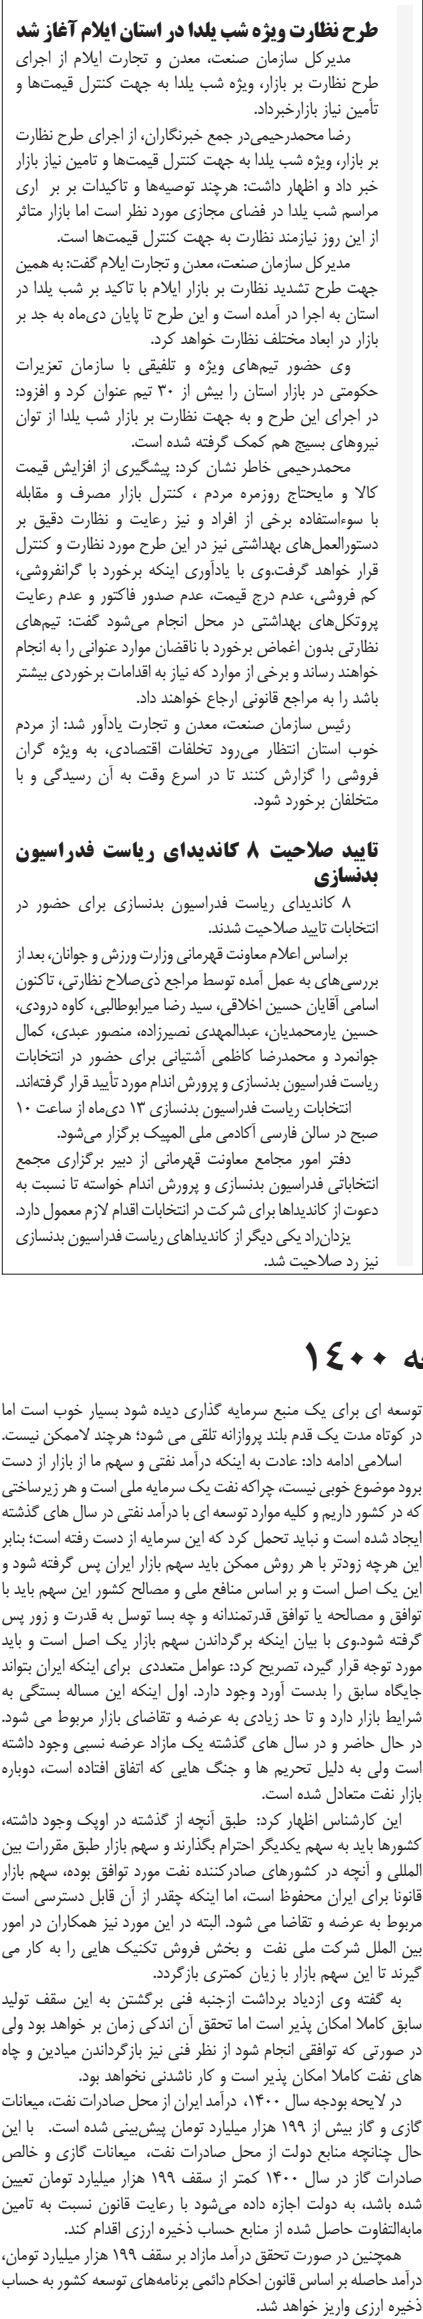 طرح نظارت ویژه شب یلدا در استان ایلام آغاز شد
مدیرکل سازمان صنعت، معدن و تجارت ایلام از اجرای
طرح نظارت بر بازار، ویژه شب یلدا به جهت کنترل قیمت‌ها و
تأمین نیاز بازارخبرداد.
رضا محمدرحیمی‌در جمع خبرنگاران، از اجرای طرح نظارت
بر بازار، ویژه شب یلدا به جهت کنترل قیمت‌ها و تامین نیاز بازار
خبر داد و اظهار داشت: هرچند توصیه‌ها و تاکیدات بر بر اری
مراسم شب یلدا در فضای مجازی مورد نظر است اما بازار متاثر
از این روز نیازمند نظارت به جهت کنترل قیمت‌ها است.
مدیرکل سازمان صنعت، معدن و تجارت ایلام گفت: به همین
جهت طرح تشدید نظارت بر بازار ایلام با تاکید بر شب یلدا در
استان به اجرا در آمده است و این طرح تا پایان دی‌ماه به جد بر
بازار در ابعاد مختلف نظارت خواهد کرد.
وی حضور تیم‌های ویژه و تلفیقی با سازمان تعزیرات
حکومتی در بازار استان را بیش از ۳۰ تیم عنوان کرد و افزود:
در اجرای این طرح و به جهت نظارت بر بازار شب یلدا از توان
نیروهای بسیج هم کمک گرفته شده است.
محمدرحیمی خاطر نشان کرد: پیشگیری از افزایش قیمت
کالا و مایحتاج روزمره مردم ، کنترل بازار مصرف و مقابله
با سوءاستفاده برخی از افراد و نیز رعایت و نظارت دقیق بر
دستورالعمل‌های بهداشتی نیز در این طرح مورد نظارت و کنترل
قرار خواهد گرفت.وی با یادآوری اینکه برخورد با گرانفروشی،
کم فروشی، عدم درج قیمت، عدم صدور فاکتور و عدم رعایت
پروتکل‌های بهداشتی در محل انجام می‌شود گفت: تیم‌های
نظارتی بدون اغماض برخورد با ناقضان موارد عنوانی را به انجام
خواهند رساند و برخی از موارد که نیاز به اقدامات برخوردی بیشتر
باشد را به مراجع قانونی ارجاع خواهند داد.
رئیس سازمان صنعت، معدن و تجارت یادآور شد: از مردم
خوب استان انتظار می‌رود تخلفات اقتصادی، به ویژه گران
فروشی را گزارش کنند تا در اسرع وقت به آن رسیدگی و با
متخلفان برخورد شود.
تایید صلاحیت ۸ کاندیدای ریاست فدراسیون
بدنسازی
۸ کاندیدای ریاست فدراسیون بدنسازی برای حضور در
انتخابات تایید صلاحیت شدند.
براساس اعلام معاونت قهرمانی وزارت ورزش و جوانان، بعد از
بررسی‌های به عمل آمده توسط مراجع ذی‌صلاح نظارتی، تاکنون
اسامی آقایان حسین اخلاقی، سید رضا میرابوطالبی، کاوه درودی،
حسین یارمحمدیان، عبدالمهدی نصیرزاده، منصور عبدی، کمال
جوانمرد و محمدرضا کاظمی آشتیانی برای حضور در انتخابات
ریاست فدراسیون بدنسازی و پرورش اندام مورد تأیید قرار گرفته‌اند.
انتخابات ریاست فدراسیون بدنسازی ۱۳ دی‌ماه از ساعت ۱۰
صبح در سالن فارسی آکادمی ملی المپیک برگزار می‌شود.
دفتر امور مجامع معاونت قهرمانی از دبیر برگزاری مجمع
انتخاباتی فدراسیون بدنسازی و پرورش اندام خواسته تا نسبت به
دعوت از کاندیداها برای شرکت در انتخابات اقدام لازم معمول دارد.
یزدان‌راد یکی دیگر از کاندیداهای ریاست فدراسیون بدنسازی
نیز رد صلاحیت شد.
ه ۱۴۰۰
توسعه ای برای یک منبع سرمایه گذاری دیده شود بسیار خوب است اما
در کوتاه مدت یک قدم بلند پروازانه تلقی می شود؛ هرچند لاممکن نیست.
اسلامی ادامه داد: عادت به اینکه درآمد نفتی و سهم ما از بازار از دست
برود موضوع خوبی نیست، چراکه نفت یک سرمایه ملی است و هر زیرساختی
که در کشور داریم و کلیه موارد توسعه ای با درآمد نفتی در سال های گذشته
ایجاد شده است و نباید تحمل کرد که این سرمایه از دست رفته است؛ بنابر
این هرچه زودتر با هر روش ممکن باید سهم بازار ایران پس گرفته شود و
این یک اصل است و بر اساس منافع ملی و مصالح کشور این سهم باید با
توافق و مصالحه یا توافق قدرتمندانه و چه بسا توسل به قدرت و زور پس
گرفته شود.وی با بیان اینکه برگرداندن سهم بازار یک اصل است و باید
مورد توجه قرار گیرد، تصریح کرد: عوامل متعددی برای اینکه ایران بتواند
جایگاه سابق را بدست آورد وجود دارد. اول اینکه این مساله بستگی به
شرایط بازار دارد و تا حد زیادی به عرضه و تقاضای بازار مربوط می شود.
در حال حاضر و در سال های گذشته یک مازاد عرضه نسبی وجود داشته
است ولی به دلیل تحریم ها و جنگ هایی که اتفاق افتاده است، دوباره
بازار نفت متعادل شده است.
این کارشناس اظهار کرد: طبق آنچه از گذشته در اوپک وجود داشته،
کشورها باید به سهم یکدیگر احترام بگذارند و سهم بازار طبق مقررات بین
المللی و آنچه در کشورهای صادرکننده نفت مورد توافق بوده، سهم بازار
قانونا برای ایران محفوظ است، اما اینکه چقدر از آن قابل دسترسی است
مربوط به عرضه و تقاضا می شود. البته در این مورد نیز همکاران در امور
بین الملل شرکت ملی نفت و بخش فروش تکنیک هایی را به کار می
گیرند تا این سهم بازار با زیان کمتری بازگردد.
به گفته وی ازدیاد برداشت ازجنبه فنی برگشتن به این سقف تولید
سابق کاملا امکان پذیر است اما تحقق آن اندکی زمان بر خواهد بود ولی
در صورتی که توافقی انجام شود از نظر فنی نیز بازگرداندن میادین و چاه
های نفت کاملا امکان پذیر است و کار ناشدنی نخواهد بود.
در لایحه بودجه سال ۱۴۰۰، درآمد ایران از محل صادرات نفت، میعانات
گازی و گاز بیش از ۱۹۹ هزار میلیارد تومان پیش‌بینی شده است. با این
حال چنانچه منابع دولت از محل صادرات نفت، میعانات گازی و خالص
صادرات گاز در سال ۱۴۰۰ کمتر از سقف ۱۹۹ هزار میلیارد تومان تعیین
شده باشد، به دولت اجازه داده می‌شود با رعایت قانون نسبت به تامین
مابه‌التفاوت حاصل شده از منابع حساب ذخیره ارزی اقدام کند.
همچنین در صورت تحقق درآمد مازاد بر سقف ۱۹۹ هزار میلیارد تومان،
درآمد حاصله بر اساس قانون احکام دائمی برنامه‌های توسعه کشور به حساب
ذخیره ارزی واریز خواهد شد.